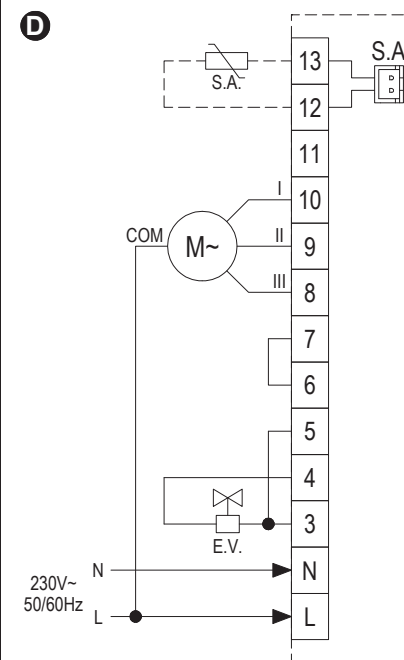 D
S.A.
S.A
13
12
11
I
10
COM
M~
II
9
III
8
7
6
5
4
3
E.V.
N
N
230V~
50/60Hz
L
L